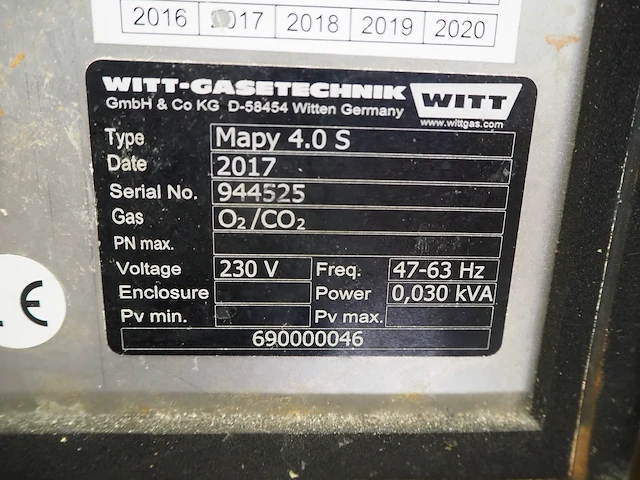 2016 2017 2018 2019 2020
WITT-GASETECHNIK
GmbH & Co KG D-58454 Witten Germany
WITT
www.wittgas.com
Type Mapy 4.0 S
Date 2017
Serial No. 944525
Gas O₂/CO₂
PN max.
Voltage 230 V Freq. 47-63 Hz
Enclosure Power 0,030 kVA
Pv min. Pv max.
690000046
CE